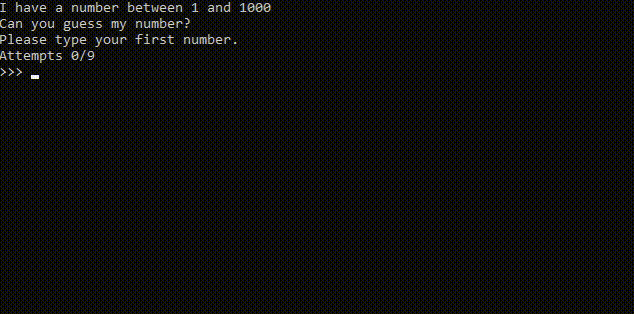 I have a number between 1 and 1000
Can you guess my number?
Please type your first number.
Attempts 0/9
>>>